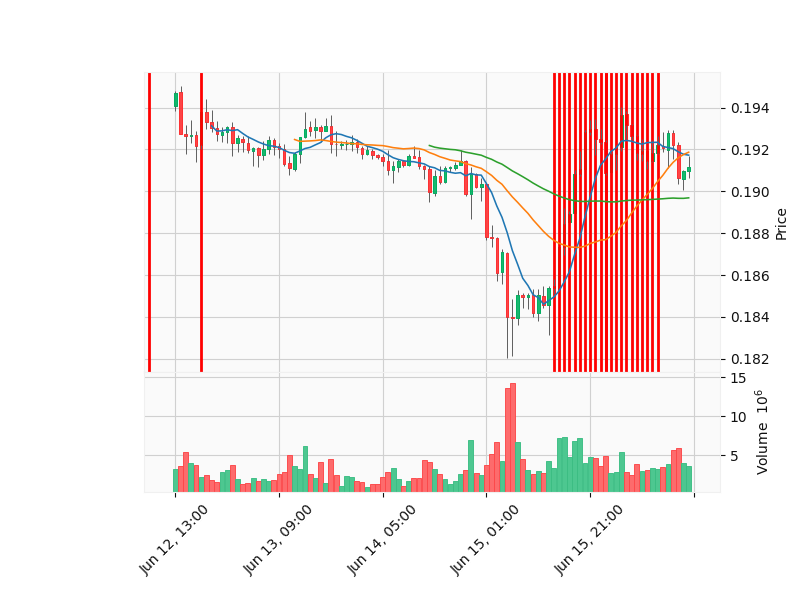 0.194
0.192
0.190
0.188
0.186
0.184
0.182
Price
15
10
5
Volume 10⁶
Jun 12, 13:00
Jun 13, 09:00
Jun 14, 05:00
Jun 15, 01:00
Jun 15, 21:00